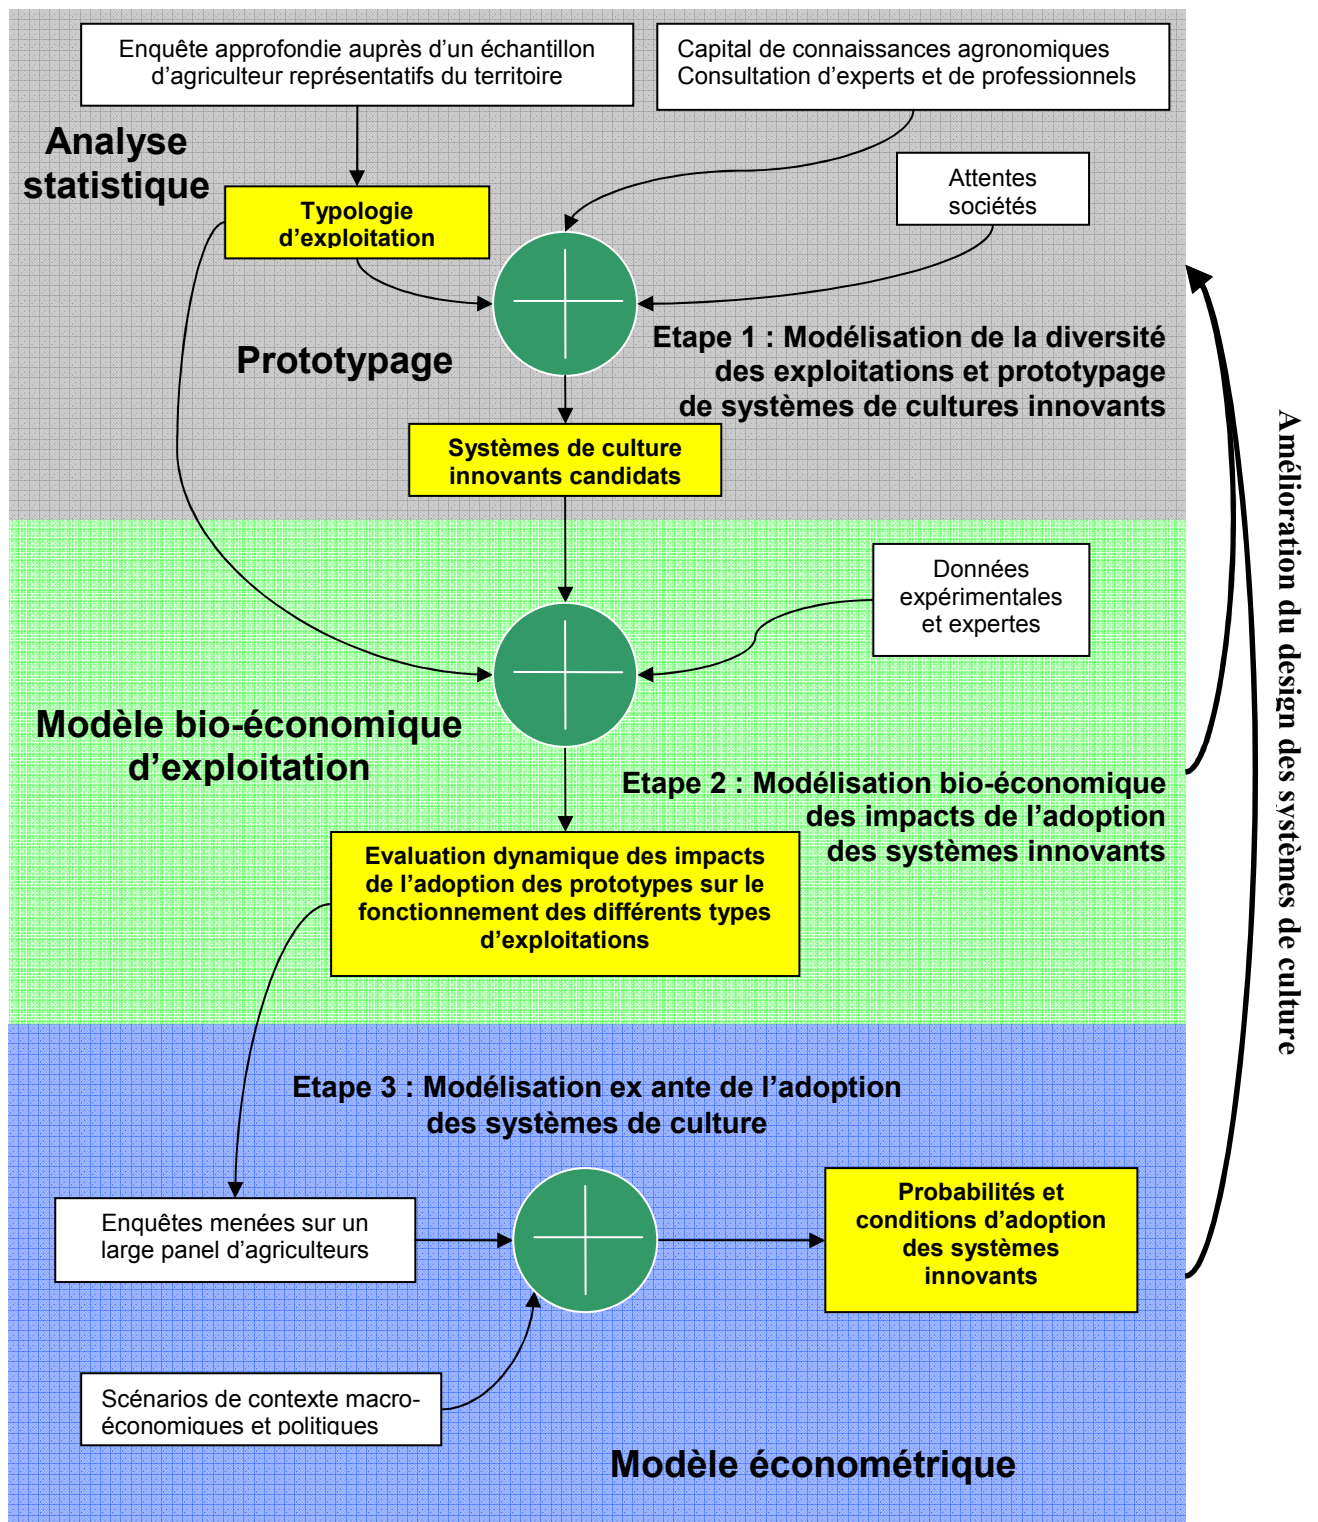 Enquête approfondie auprès d’un échantillon
d’agriculteur représentatifs du territoire
Capital de connaissances agronomiques
Consultation d’experts et de professionnels
Analyse
statistique
Attentes
sociétés
Typologie
d’exploitation
Prototypage
Etape 1 : Modélisation de la diversité
des exploitations et prototypage
de systèmes de cultures innovants
Systèmes de culture
innovants candidats
Données
expérimentales
et expertes
Modèle bio-économique
d’exploitation
Etape 2 : Modélisation bio-économique
des impacts de l’adoption
des systèmes innovants
Evaluation dynamique des impacts
de l’adoption des prototypes sur le
fonctionnement des différents types
d’exploitations
Etape 3 : Modélisation ex ante de l’adoption
des systèmes de culture
Enquêtes menées sur un
large panel d’agriculteurs
Probabilités et
conditions d’adoption
des systèmes
innovants
Scénarios de contexte macro-
économiques et politiques
Modèle économétrique
Amélioration du design des systèmes de culture